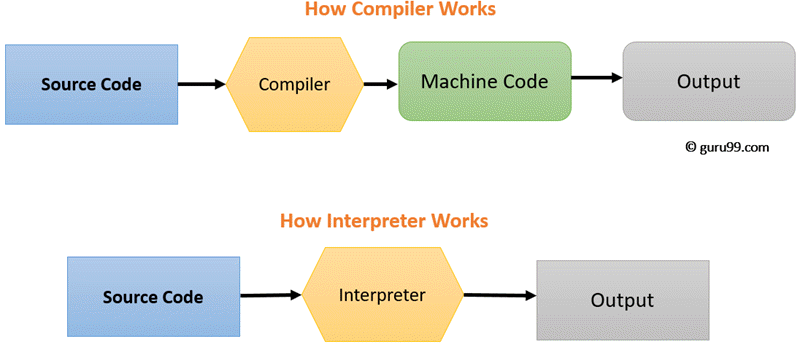 How Compiler Works
Source Code
Compiler
Machine Code
Output
© guru99.com
How Interpreter Works
Source Code
Interpreter
Output